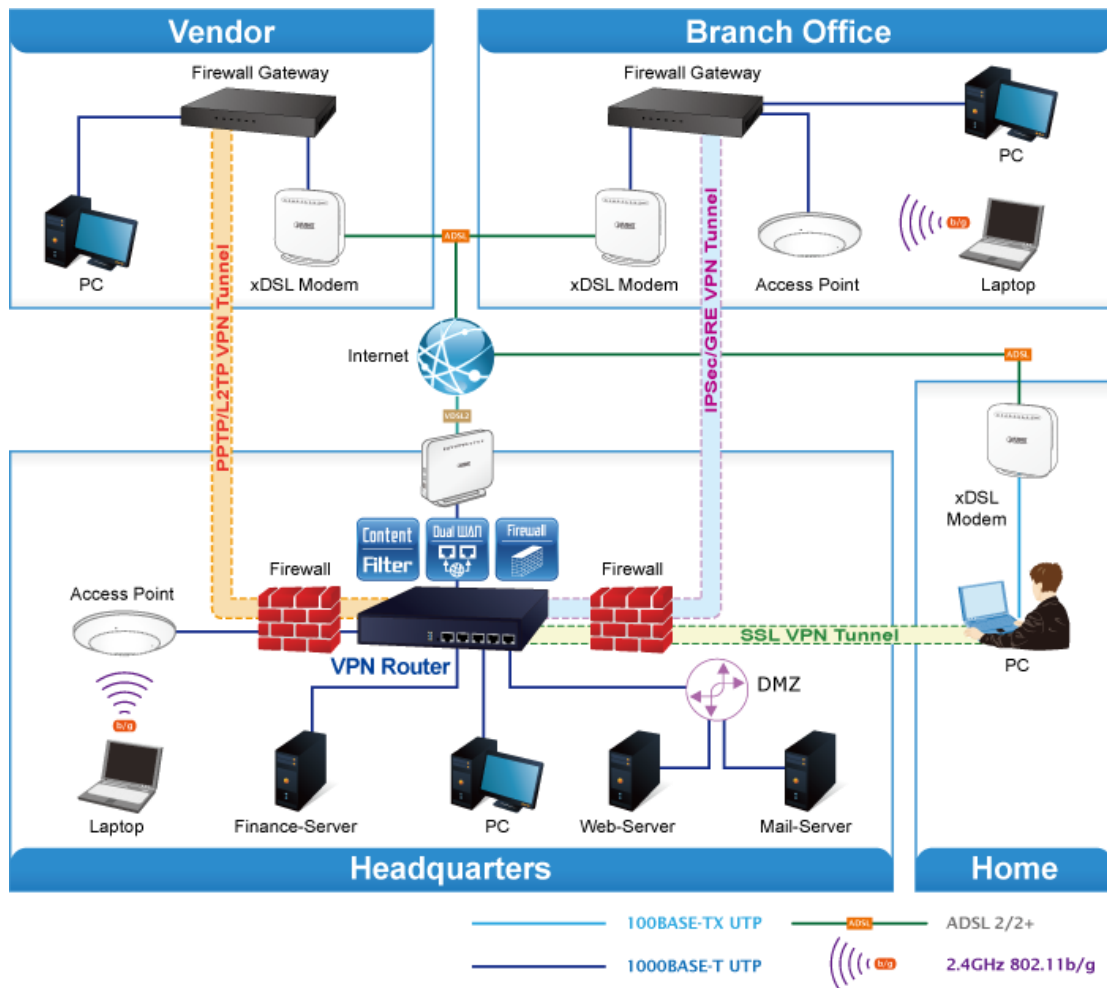 Vendor
Branch Office
Firewall Gateway
Firewall Gateway
PC
PC
xDSL Modem
ADSL
xDSL Modem
Access Point
b/g
Laptop
PPTP/L2TP VPN Tunnel
IPSec/GRE VPN Tunnel
Internet
ADSL
VDSL2
xDSL
Modem
Content
Filter
Dual WAN
Firewall
Firewall
Firewall
Access Point
SSL VPN Tunnel
VPN Router
PC
DMZ
b/g
Laptop
Finance-Server
PC
Web-Server
Mail-Server
Headquarters
Home
100BASE-TX UTP
ADSL
ADSL 2/2+
1000BASE-T UTP
b/g
2.4GHz 802.11b/g